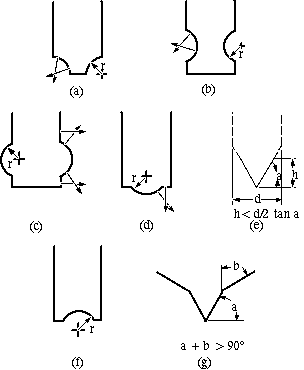 r
(a)
r
(b)
r
(c)
r
(d)
a
h
d
h < d/2 tan a
(e)
r
(f)
b
a
a + b > 90°
(g)